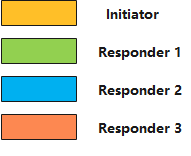 Initiator
Responder 1
Responder 2
Responder 3